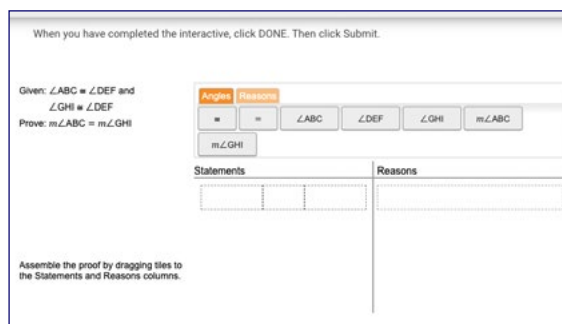 When you have completed the interactive, click DONE. Then click Submit.
Given: ∠ABC ≅ ∠DEF and
∠GHI ≅ ∠DEF
Prove: m∠ABC = m∠GHI
Angles Reasons
≅ = ∠ABC ∠DEF ∠GHI m∠ABC
m∠GHI
Statements Reasons
Assemble the proof by dragging tiles to
the Statements and Reasons columns.